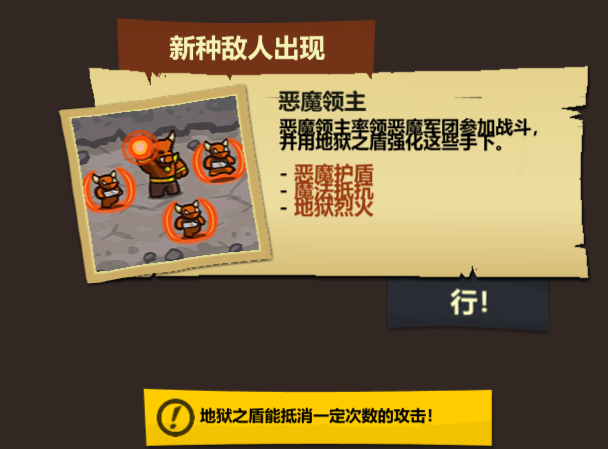 新种敌人出现
恶魔领主
恶魔领主率领恶魔军团参加战斗，
并用地狱之盾强化这些手下。
- 恶魔护盾
- 魔法抵抗
- 地狱烈火
行！
地狱之盾能抵消一定次数的攻击！